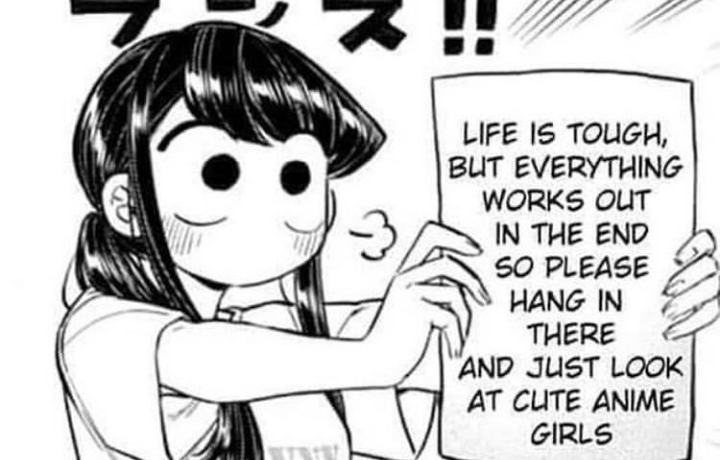 LIFE IS TOUGH,
BUT EVERYTHING
WORKS OUT
IN THE END
SO PLEASE
HANG IN
THERE
AND JUST LOOK
AT CUTE ANIME
GIRLS